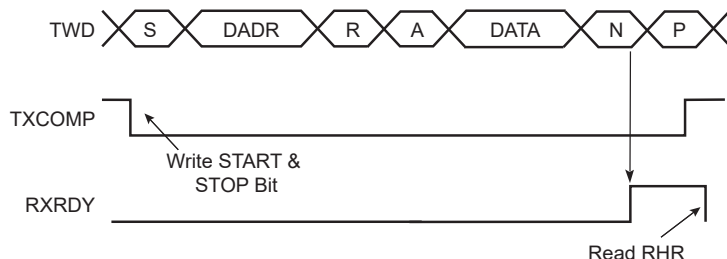 TWD S DADR R A DATA N P
TXCOMP
Write START &
STOP Bit
RXRDY
Read RHR